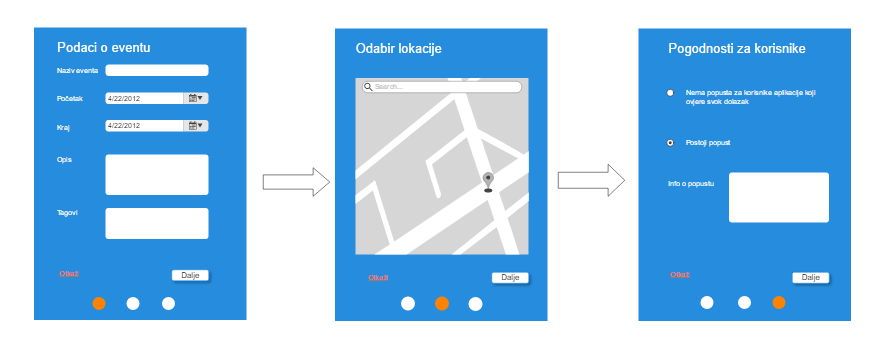 Podaci o eventu
Naziv eventa
Početak 4/22/2012
Kraj 4/22/2012
Opis
Tagovi
Otkaži
Dalje
Odabir lokacije
Search...
Otkaži
Dalje
Pogodnosti za korisnike
Nema popusta za korisnike aplikacije koji
ovjere svok dolazak
Postoji popust
Info o popustu
Otkaži
Dalje